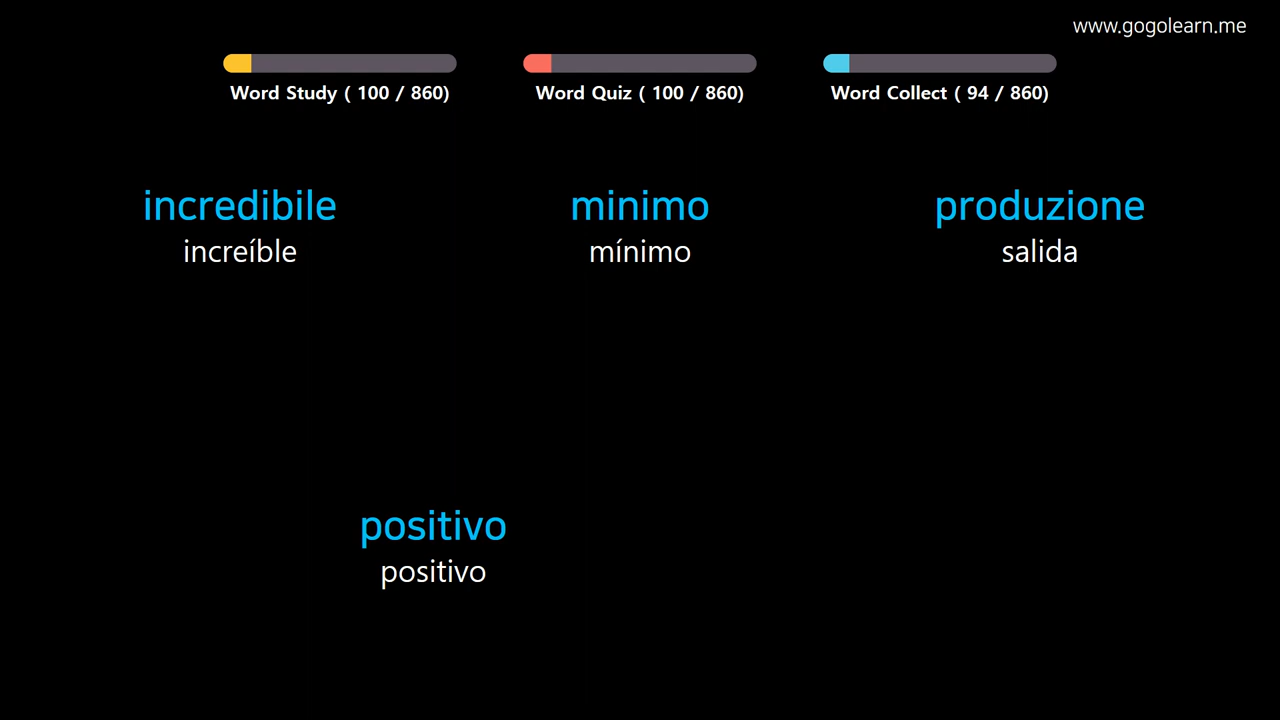 www.gogolearn.me
Word Study ( 100 / 860)
Word Quiz ( 100 / 860)
Word Collect ( 94 / 860)
incredibile
increíble
minimo
mínimo
produzione
salida
positivo
positivo